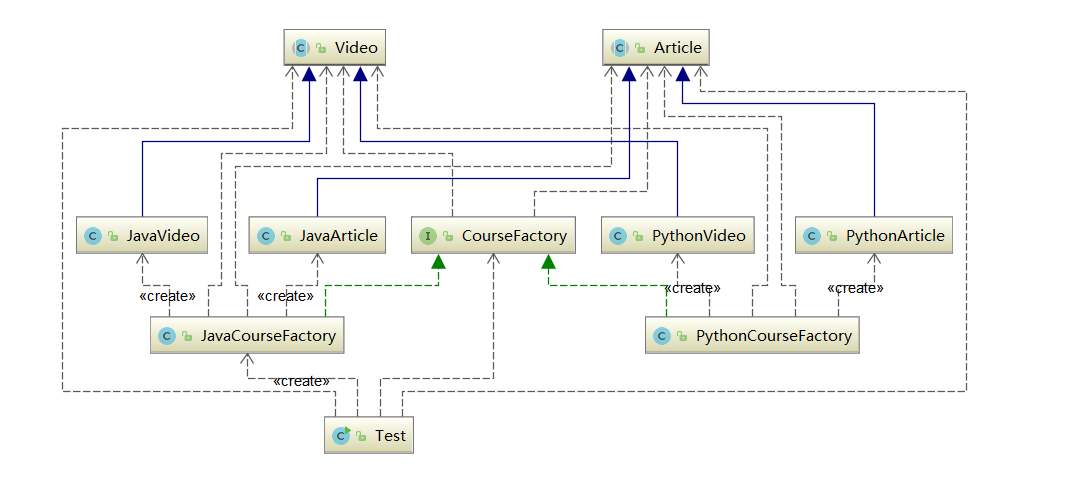 C Video
C Article
C JavaVideo
C JavaArticle
I CourseFactory
C PythonVideo
C PythonArticle
«create»
«create»
«create»
«create»
C JavaCourseFactory
C PythonCourseFactory
«create»
C Test